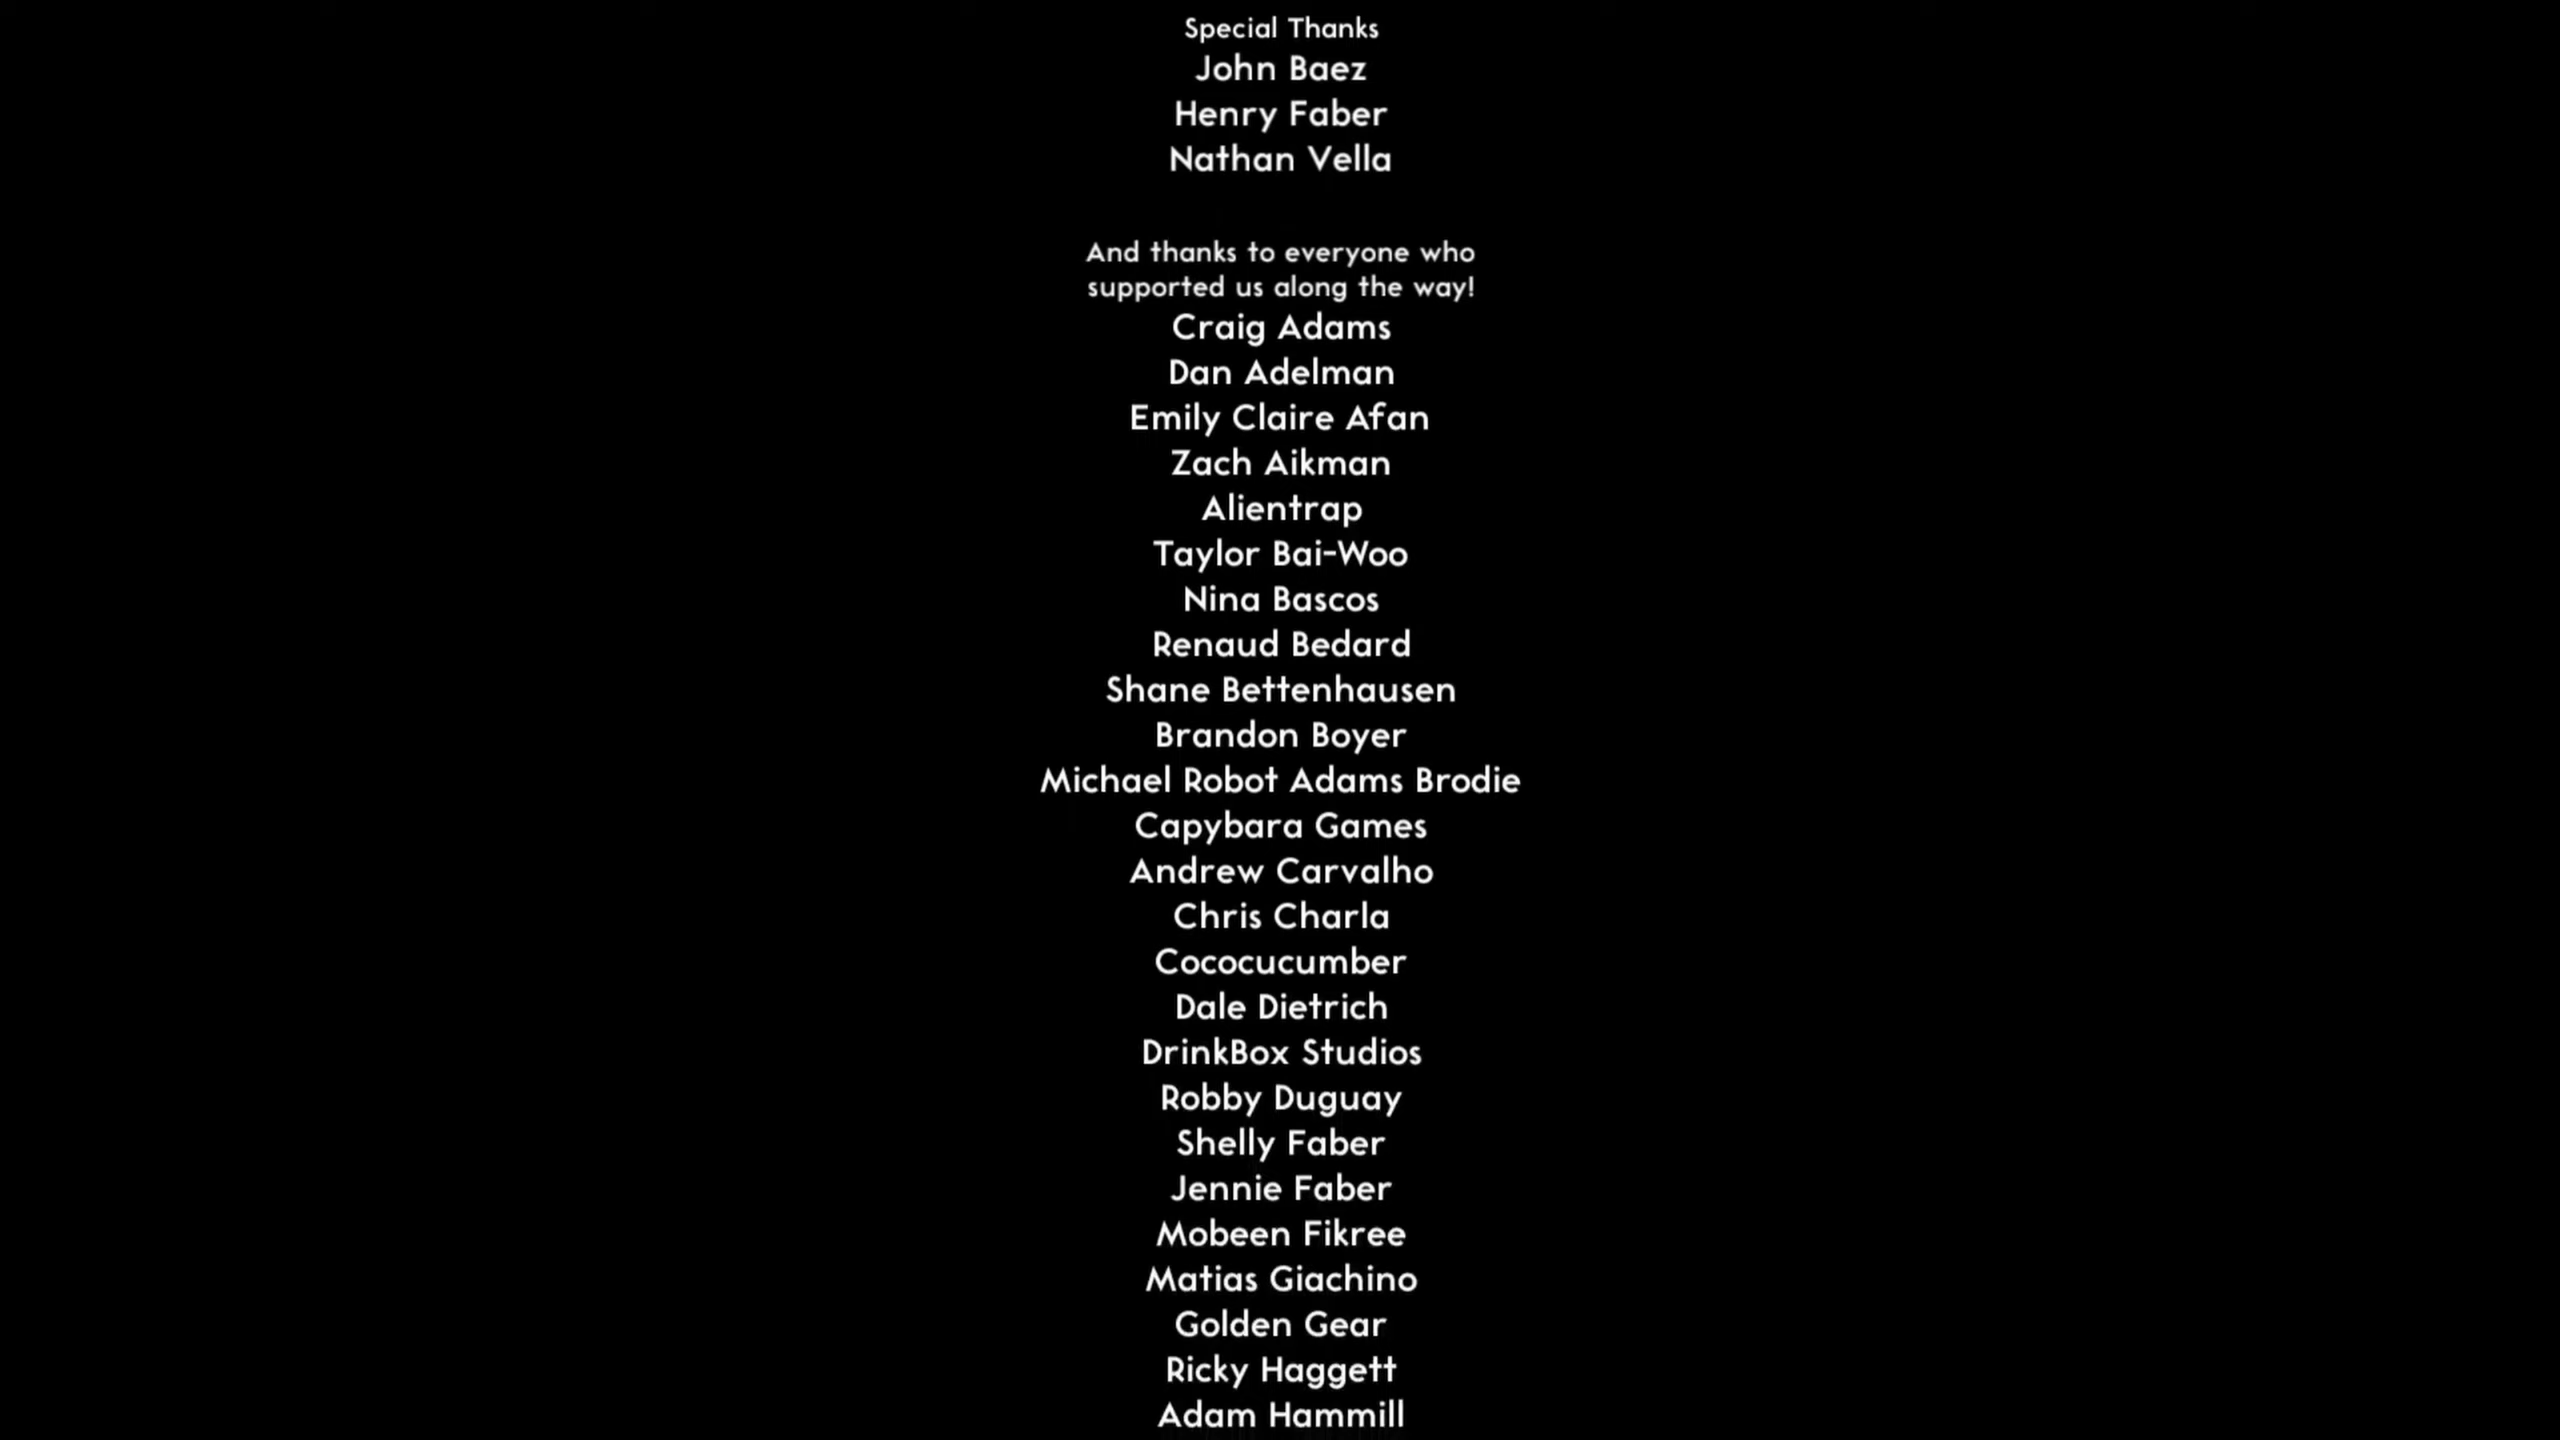 Special Thanks
John Baez
Henry Faber
Nathan Vella
And thanks to everyone who
supported us along the way!
Craig Adams
Dan Adelman
Emily Claire Afan
Zach Aikman
Alientrap
Taylor Bai-Woo
Nina Bascos
Renaud Bedard
Shane Bettenhausen
Brandon Boyer
Michael Robot Adams Brodie
Capybara Games
Andrew Carvalho
Chris Charla
Cococucumber
Dale Dietrich
DrinkBox Studios
Robby Duguay
Shelly Faber
Jennie Faber
Mobeen Fikree
Matias Giachino
Golden Gear
Ricky Haggett
Adam Hammill